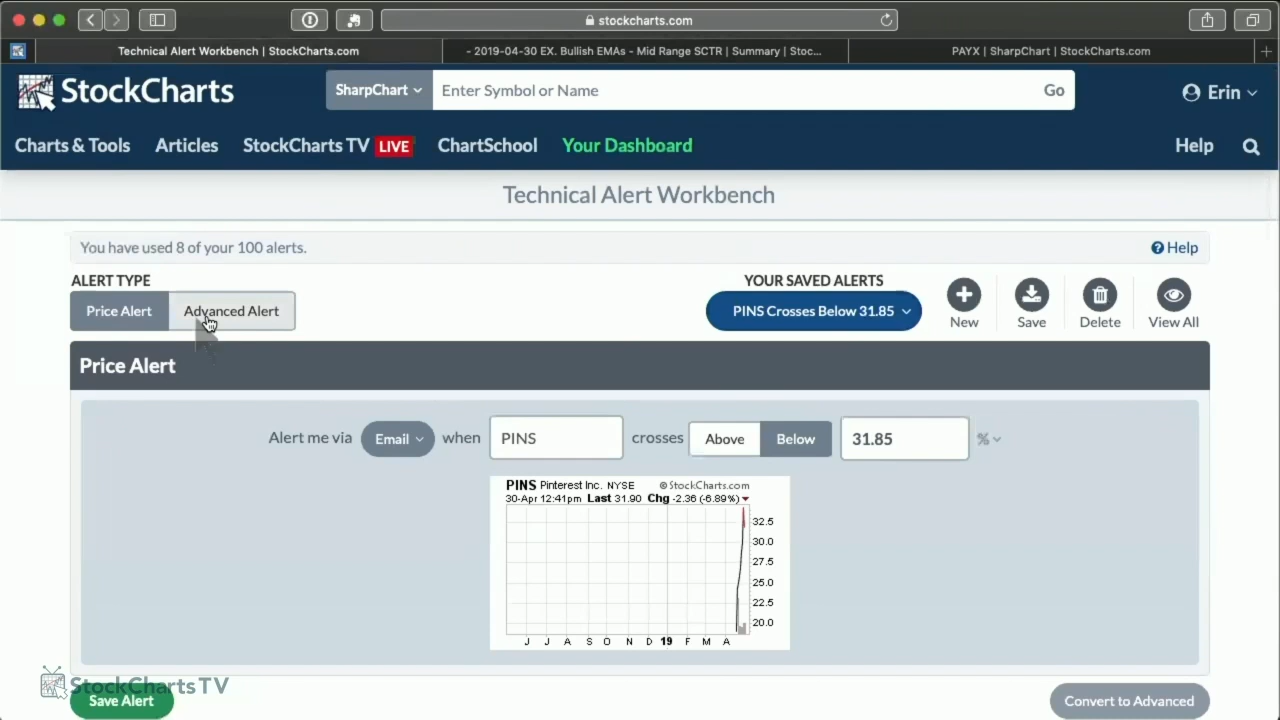 stockcharts.com
Technical Alert Workbench | StockCharts.com
- 2019-04-30 EX. Bullish EMAs - Mid Range SCTR | Summary | Stoc...
PAYX | SharpChart | StockCharts.com
StockCharts
SharpChart
Enter Symbol or Name
Go
Erin
Charts & Tools
Articles
StockCharts TV LIVE
ChartSchool
Your Dashboard
Help
Technical Alert Workbench
You have used 8 of your 100 alerts.
Help
ALERT TYPE
YOUR SAVED ALERTS
Price Alert
Advanced Alert
PINS Crosses Below 31.85
New
Save
Delete
View All
Price Alert
Alert me via Email when PINS crosses Above Below 31.85 %
PINS Pinterest Inc. NYSE © StockCharts.com
30-Apr 12:41pm Last 31.90 Chg -2.36 (-6.89%)
32.5
30.0
27.5
25.0
22.5
20.0
J J A S O N D 19 F M A
StockChartsTV
Save Alert
Convert to Advanced